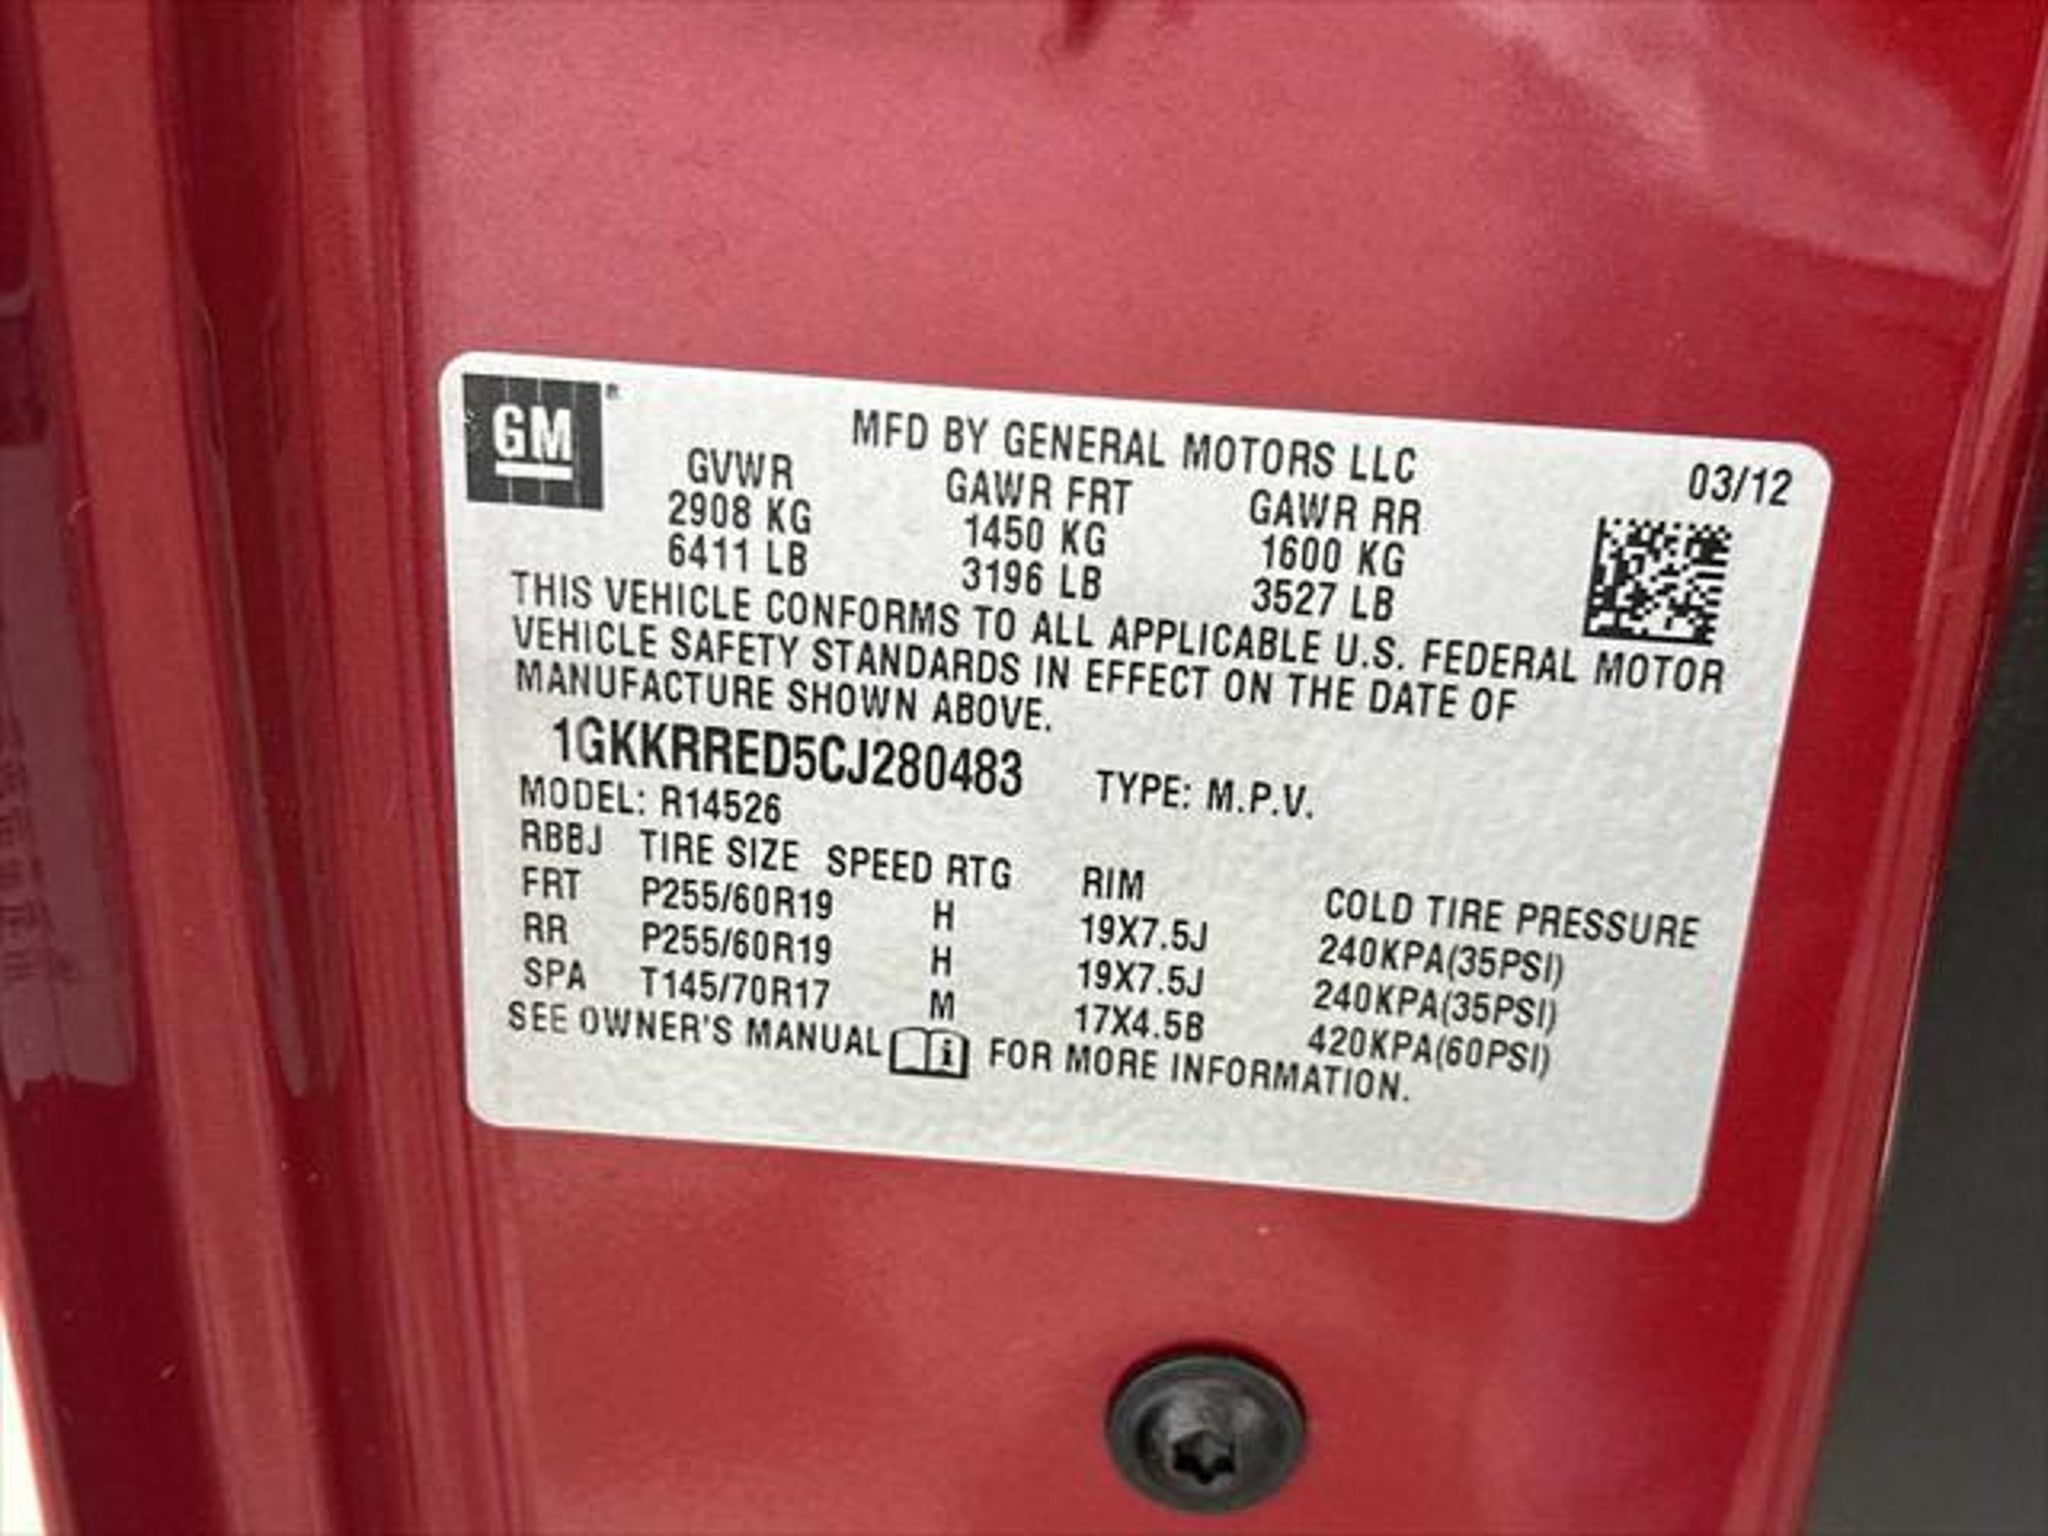 GM
MFD BY GENERAL MOTORS LLC 03/12
GVWR GAWR FRT GAWR RR
2908 KG 1450 KG 1600 KG
6411 LB 3196 LB 3527 LB
THIS VEHICLE CONFORMS TO ALL APPLICABLE U.S. FEDERAL MOTOR
VEHICLE SAFETY STANDARDS IN EFFECT ON THE DATE OF
MANUFACTURE SHOWN ABOVE.
1GKKRRED5CJ280483 TYPE: M.P.V.
MODEL: R14526
RBBJ TIRE SIZE SPEED RTG RIM COLD TIRE PRESSURE
FRT P255/60R19 H 19X7.5J 240KPA(35PSI)
RR P255/60R19 H 19X7.5J 240KPA(35PSI)
SPA T145/70R17 M 17X4.5B 420KPA(60PSI)
SEE OWNER'S MANUAL FOR MORE INFORMATION.